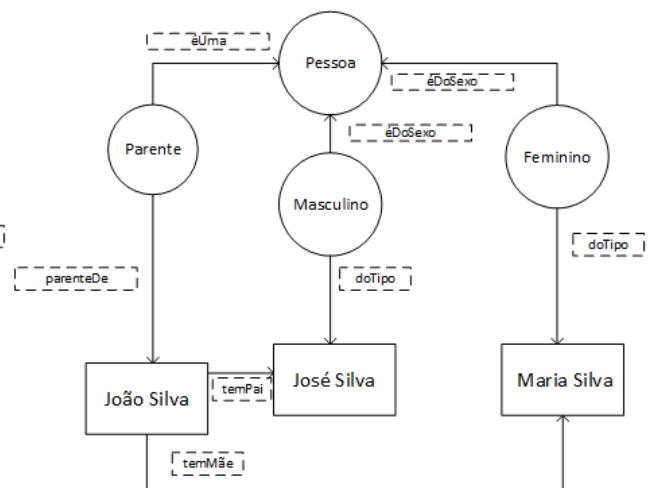 éUma
Pessoa
éDoSexo
éDoSexo
Parente
Feminino
Masculino
doTipo
parenteDe
doTipo
João Silva
temPai
José Silva
Maria Silva
temMãe